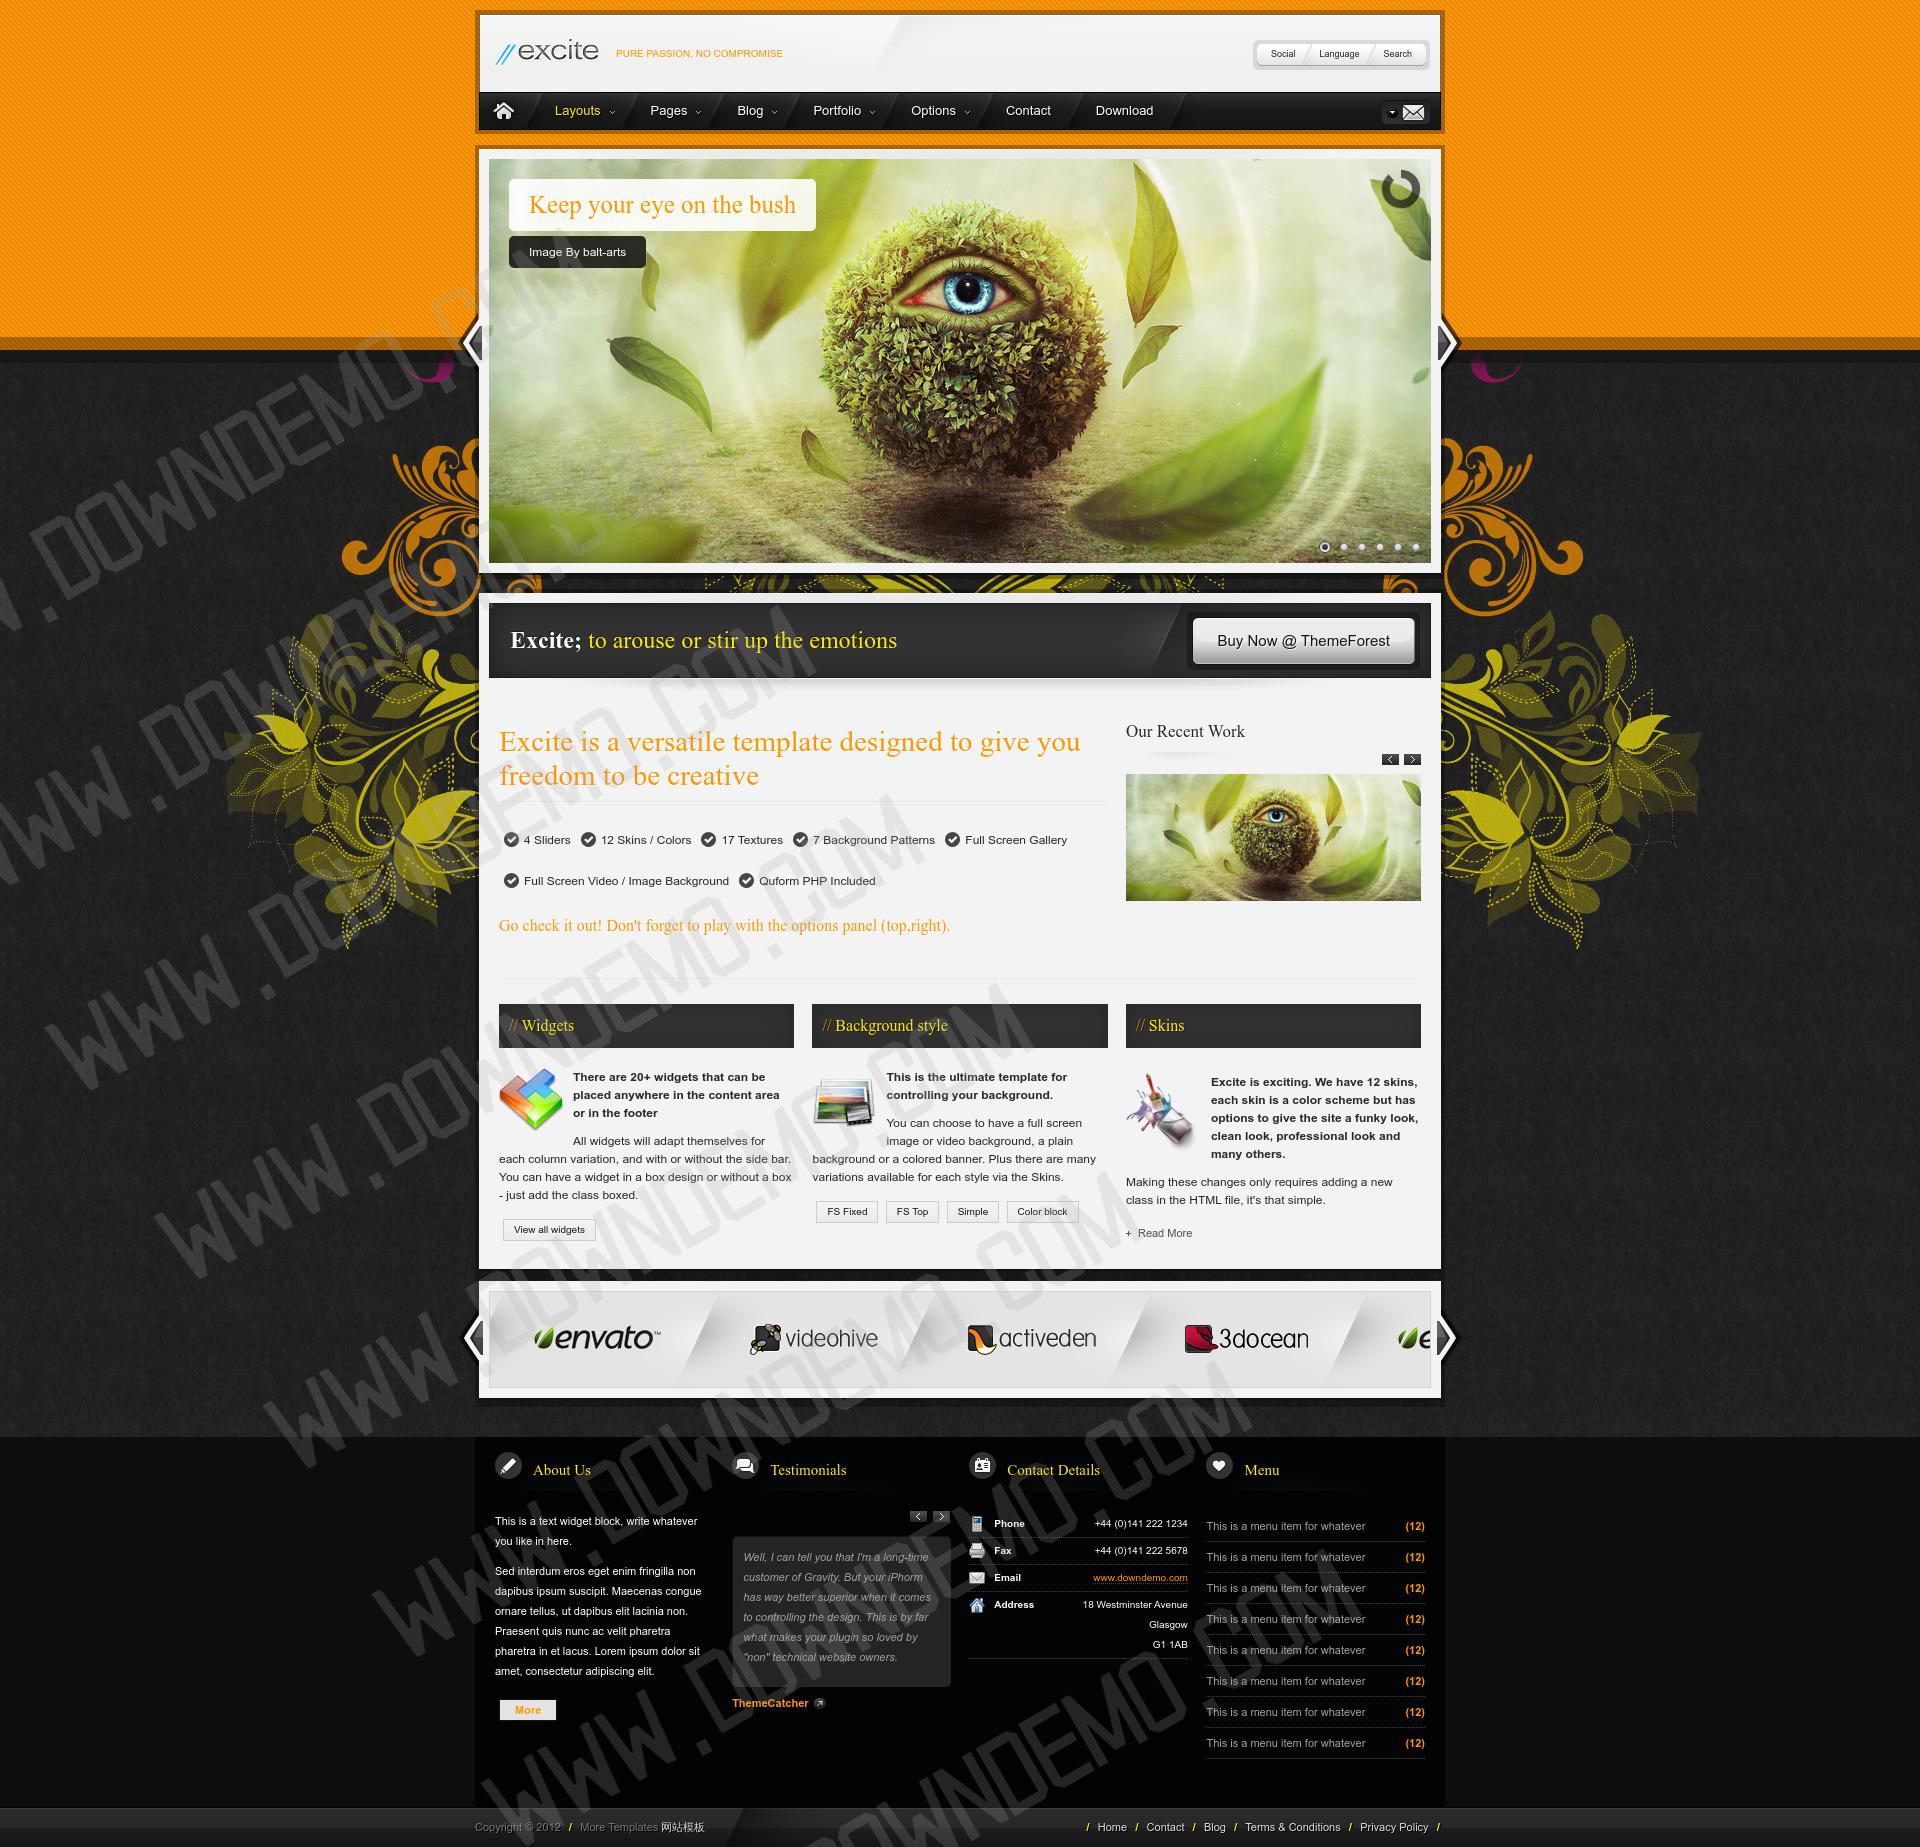 //excite PURE PASSION, NO COMPROMISE
Social Language Search
Layouts Pages Blog Portfolio Options Contact Download
Keep your eye on the bush
Image By balt-arts
Excite; to arouse or stir up the emotions
Buy Now @ ThemeForest
Excite is a versatile template designed to give you
freedom to be creative
4 Sliders 12 Skins / Colors 17 Textures 7 Background Patterns Full Screen Gallery
Full Screen Video / Image Background Quform PHP Included
Go check it out! Don't forget to play with the options panel (top,right).
Our Recent Work
// Widgets
There are 20+ widgets that can be
placed anywhere in the content area
or in the footer
All widgets will adapt themselves for
each column variation, and with or without the side bar.
You can have a widget in a box design or without a box
- just add the class boxed.
View all widgets
// Background style
This is the ultimate template for
controlling your background.
You can choose to have a full screen
image or video background, a plain
background or a colored banner. Plus there are many
variations available for each style via the Skins.
FS Fixed FS Top Simple Color block
// Skins
Excite is exciting. We have 12 skins,
each skin is a color scheme but has
options to give the site a funky look,
clean look, professional look and
many others.
Making these changes only requires adding a new
class in the HTML file, it's that simple.
+ Read More
envato™ videohive activeden 3docean e
About Us
This is a text widget block, write whatever
you like in here.
Sed interdum eros eget enim fringilla non
dapibus ipsum suscipit. Maecenas congue
ornare tellus, ut dapibus elit lacinia non.
Praesent quis nunc ac velit pharetra
pharetra in et lacus. Lorem ipsum dolor sit
amet, consectetur adipiscing elit.
More
Testimonials
Well, I can tell you that I'm a long-time
customer of Gravity. But your iPhorm
has way better superior when it comes
to controlling the design. This is by far
what makes your plugin so loved by
"non" technical website owners.
ThemeCatcher
Contact Details
Phone +44 (0)141 222 1234
Fax +44 (0)141 222 5678
Email www.downdemo.com
Address 18 Westminster Avenue
Glasgow
G1 1AB
Menu
This is a menu item for whatever (12)
This is a menu item for whatever (12)
This is a menu item for whatever (12)
This is a menu item for whatever (12)
This is a menu item for whatever (12)
This is a menu item for whatever (12)
This is a menu item for whatever (12)
This is a menu item for whatever (12)
Copyright © 2012 / More Templates 网站模板
/ Home / Contact / Blog / Terms & Conditions / Privacy Policy /
WWW.DOWNDEMO.COM